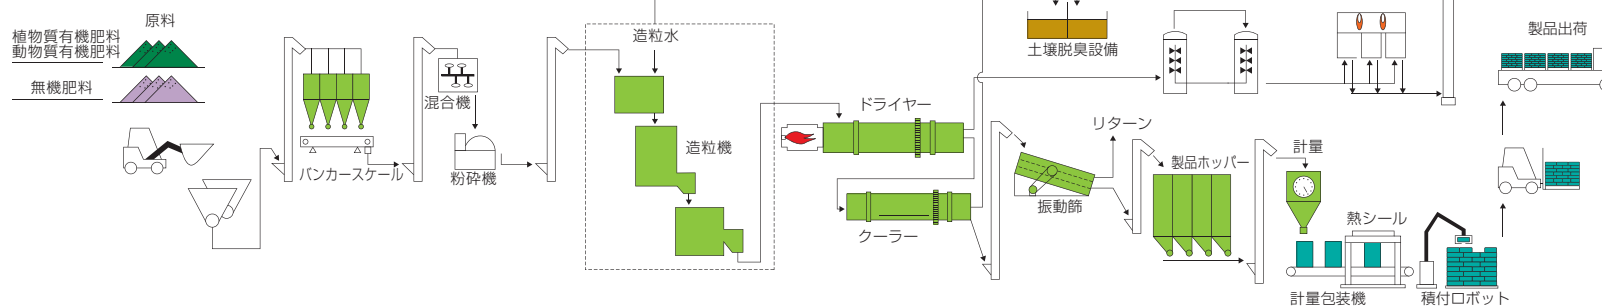 原料
植物質有機肥料
動物質有機肥料
無機肥料
バンカースケール
混合機
粉砕機
造粒水
造粒機
ドライヤー
クーラー
土壌脱臭設備
振動篩
リターン
製品ホッパー
計量
熱シール
計量包装機
積付ロボット
製品出荷